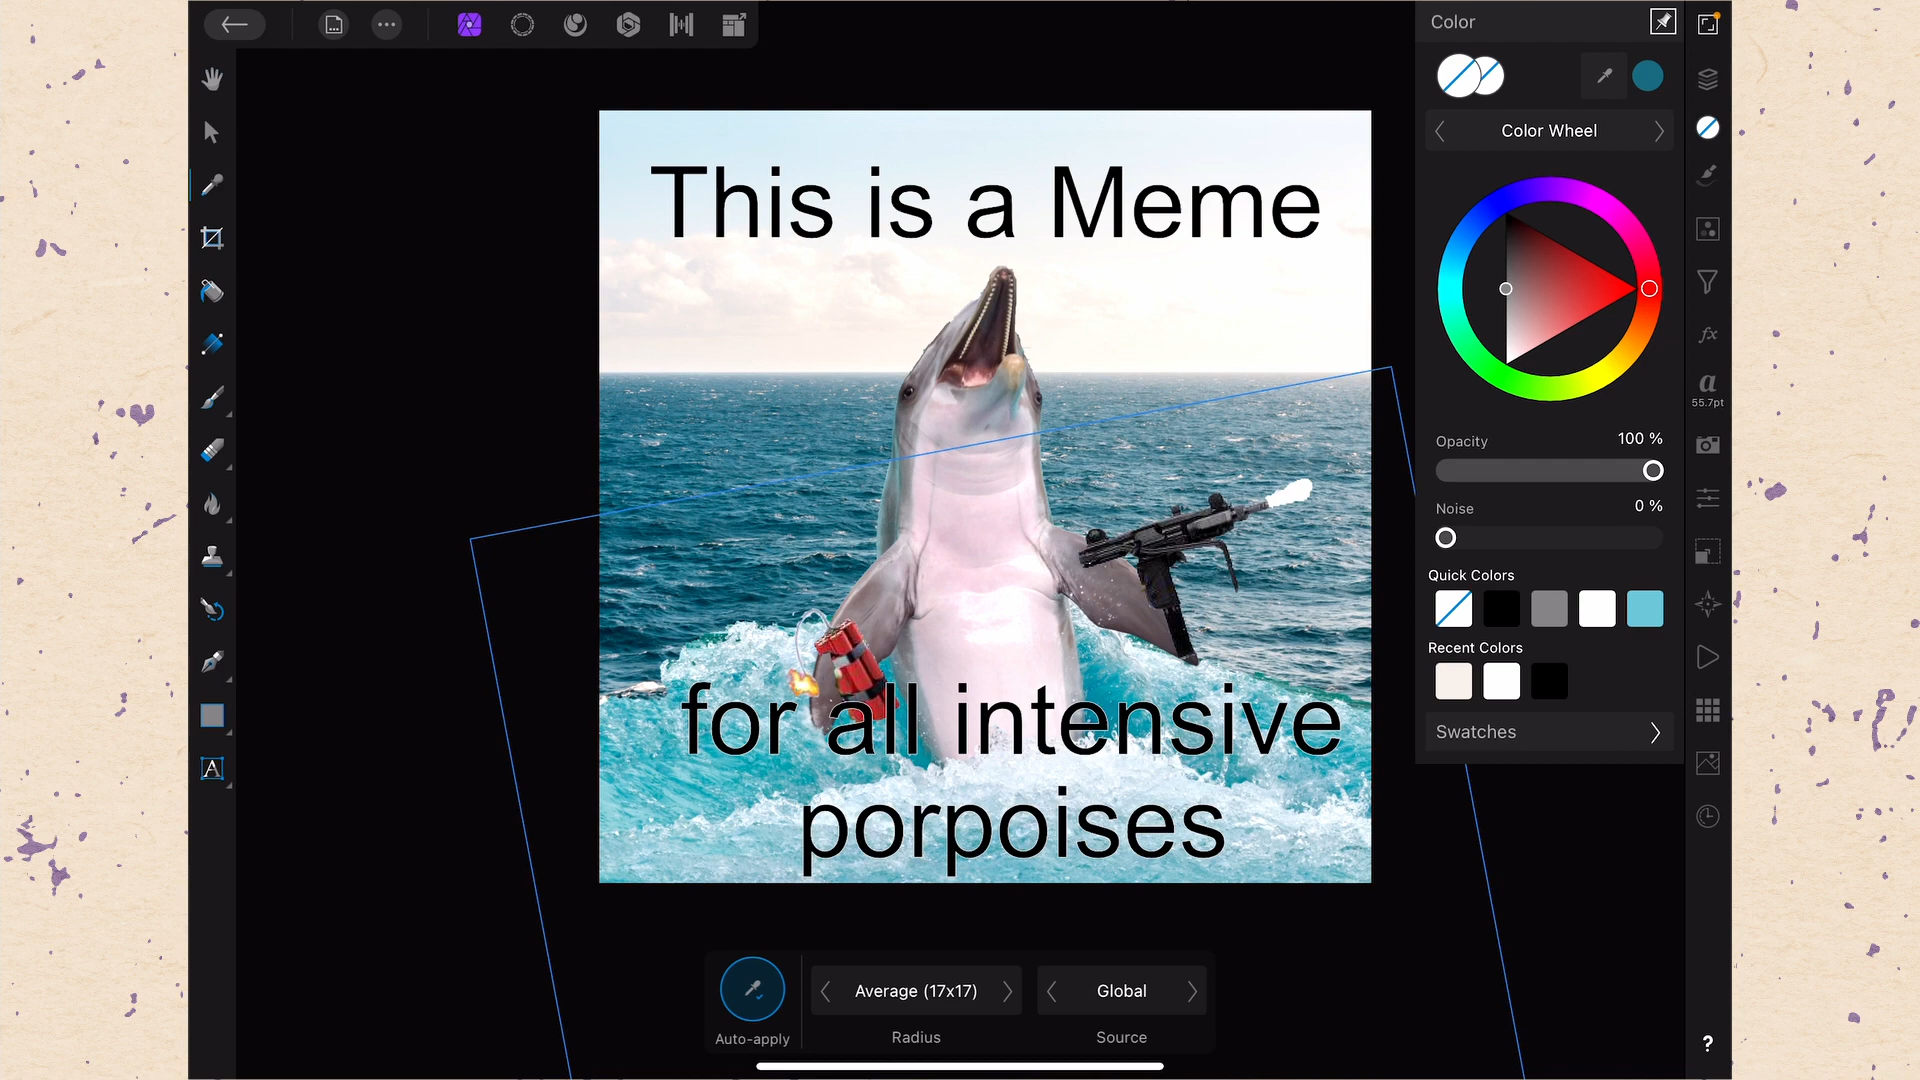 Color
Color Wheel
This is a Meme
a
55.7pt
fx
Opacity
100 %
Noise
0 %
Quick Colors
Recent Colors
Swatches
A
for all intensive
porpoises
Average (17x17)
Global
Auto-apply
Radius
Source
?